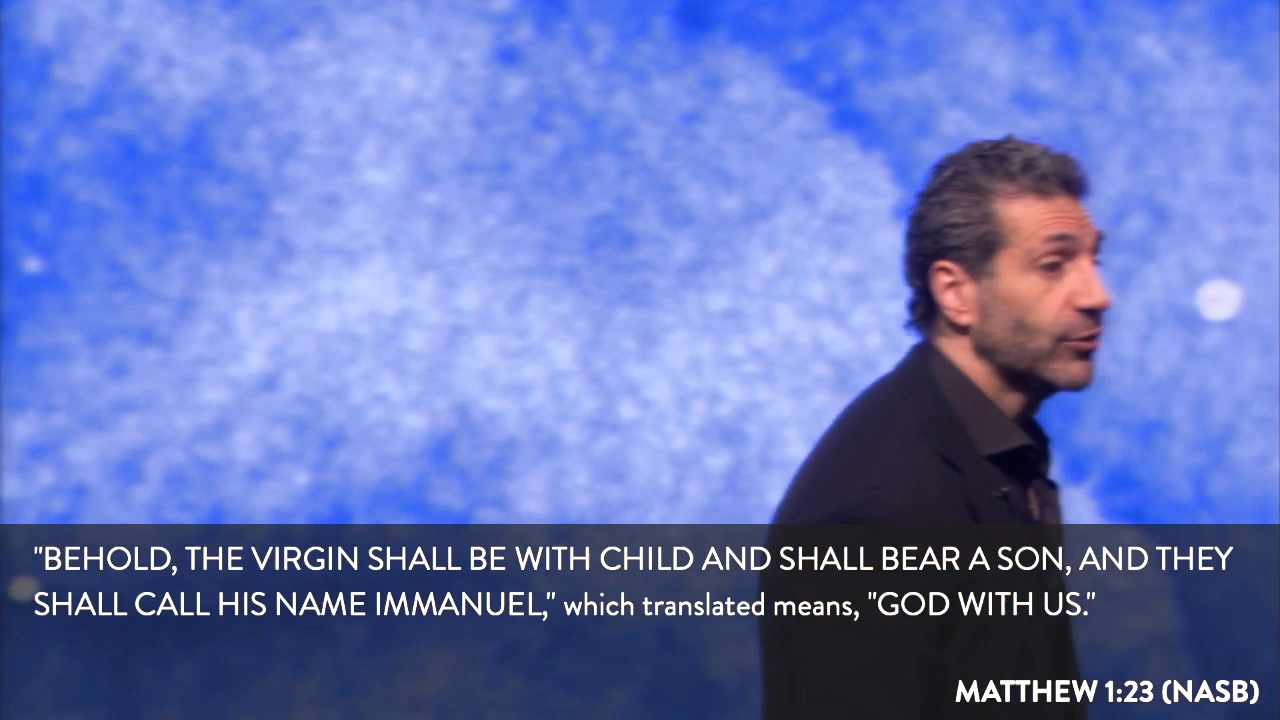 "BEHOLD, THE VIRGIN SHALL BE WITH CHILD AND SHALL BEAR A SON, AND THEY
SHALL CALL HIS NAME IMMANUEL," which translated means, "GOD WITH US."
MATTHEW 1:23 (NASB)